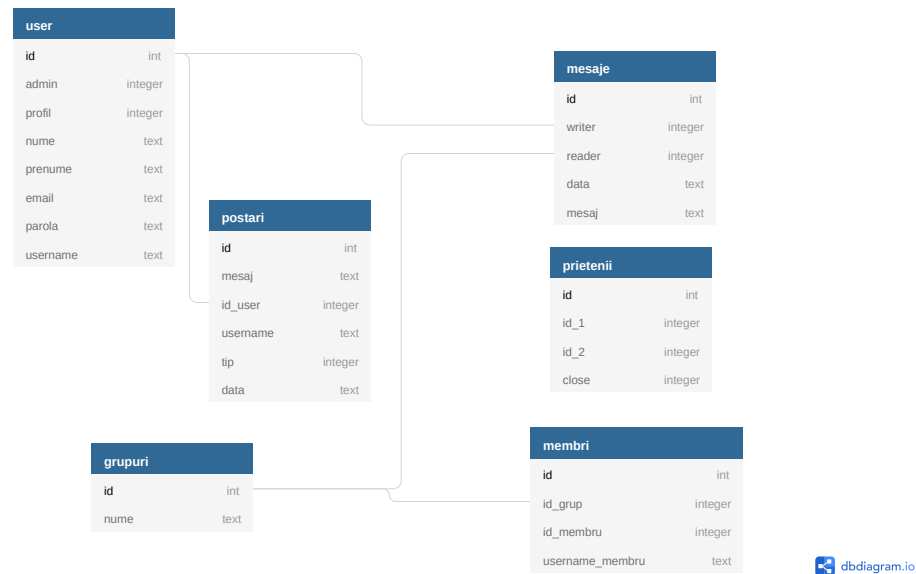 user
id int
admin integer
profil integer
nume text
prenume text
email text
parola text
username text
mesaje
id int
writer integer
reader integer
data text
mesaj text
postari
id int
mesaj text
id_user integer
username text
tip integer
data text
prietenii
id int
id_1 integer
id_2 integer
close integer
grupuri
id int
nume text
membri
id int
id_grup integer
id_membru integer
username_membru text
dbdiagram.io